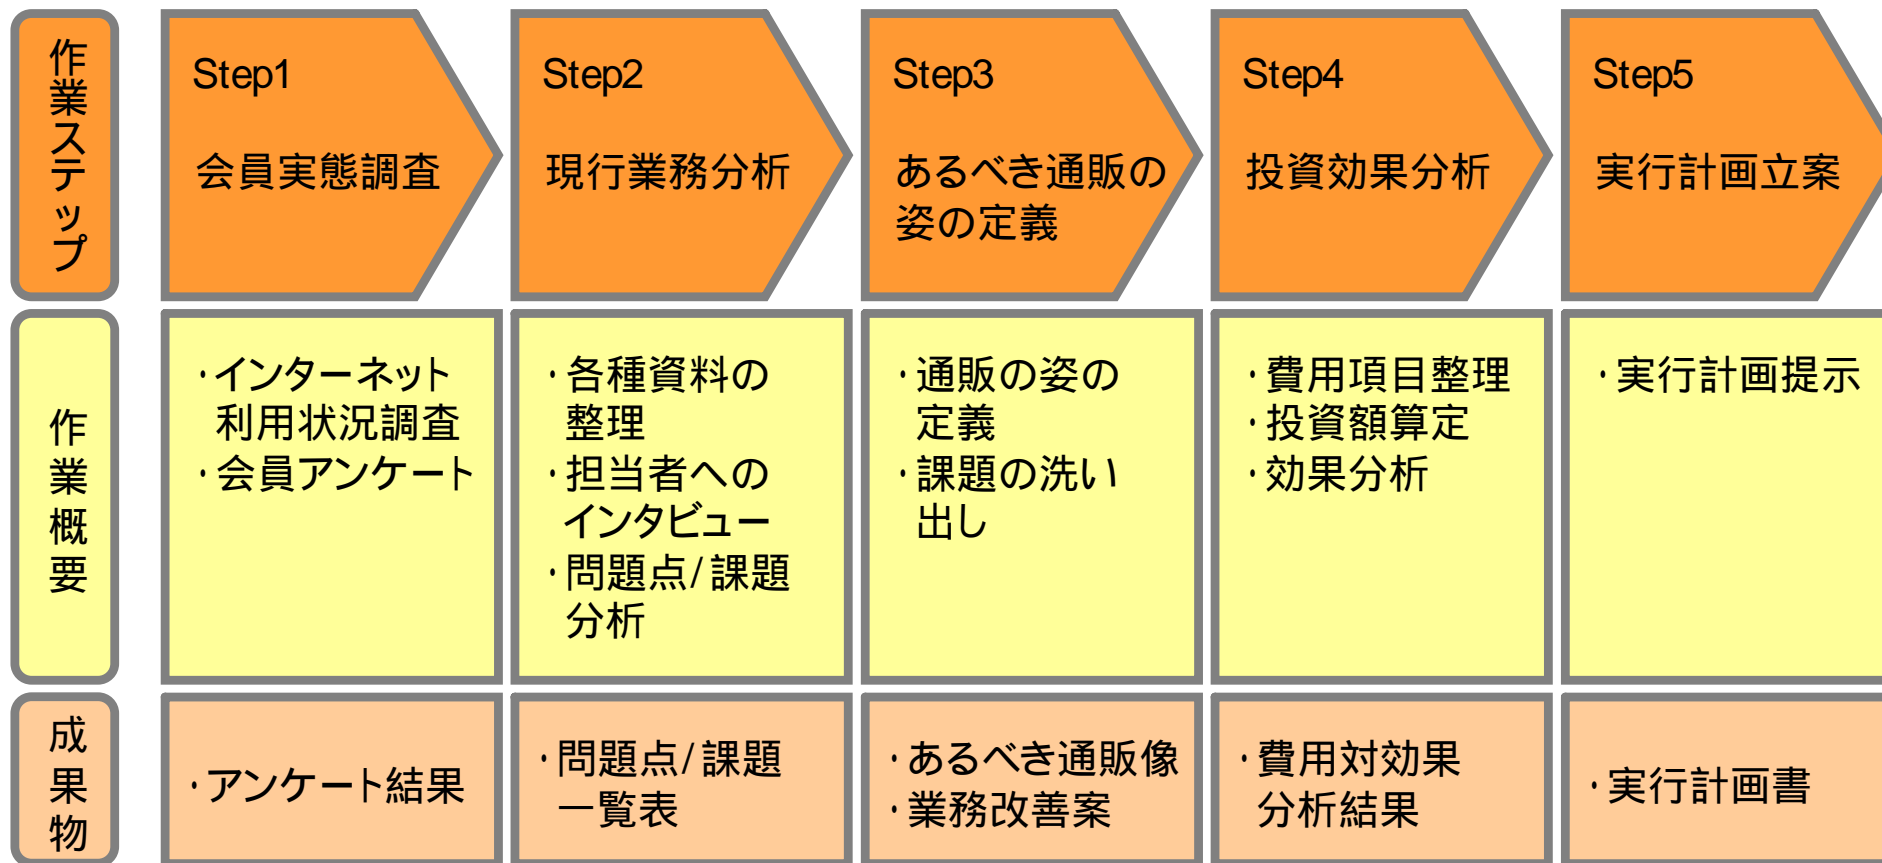 作業ステップ
Step1
会員実態調査
Step2
現行業務分析
Step3
あるべき通販の
姿の定義
Step4
投資効果分析
Step5
実行計画立案
作業概要
・インターネット
利用状況調査
・会員アンケート
・各種資料の
整理
・担当者への
インタビュー
・問題点/課題
分析
・通販の姿の
定義
・課題の洗い
出し
・費用項目整理
・投資額算定
・効果分析
・実行計画提示
成果物
・アンケート結果
・問題点/課題
一覧表
・あるべき通販像
・業務改善案
・費用対効果
分析結果
・実行計画書